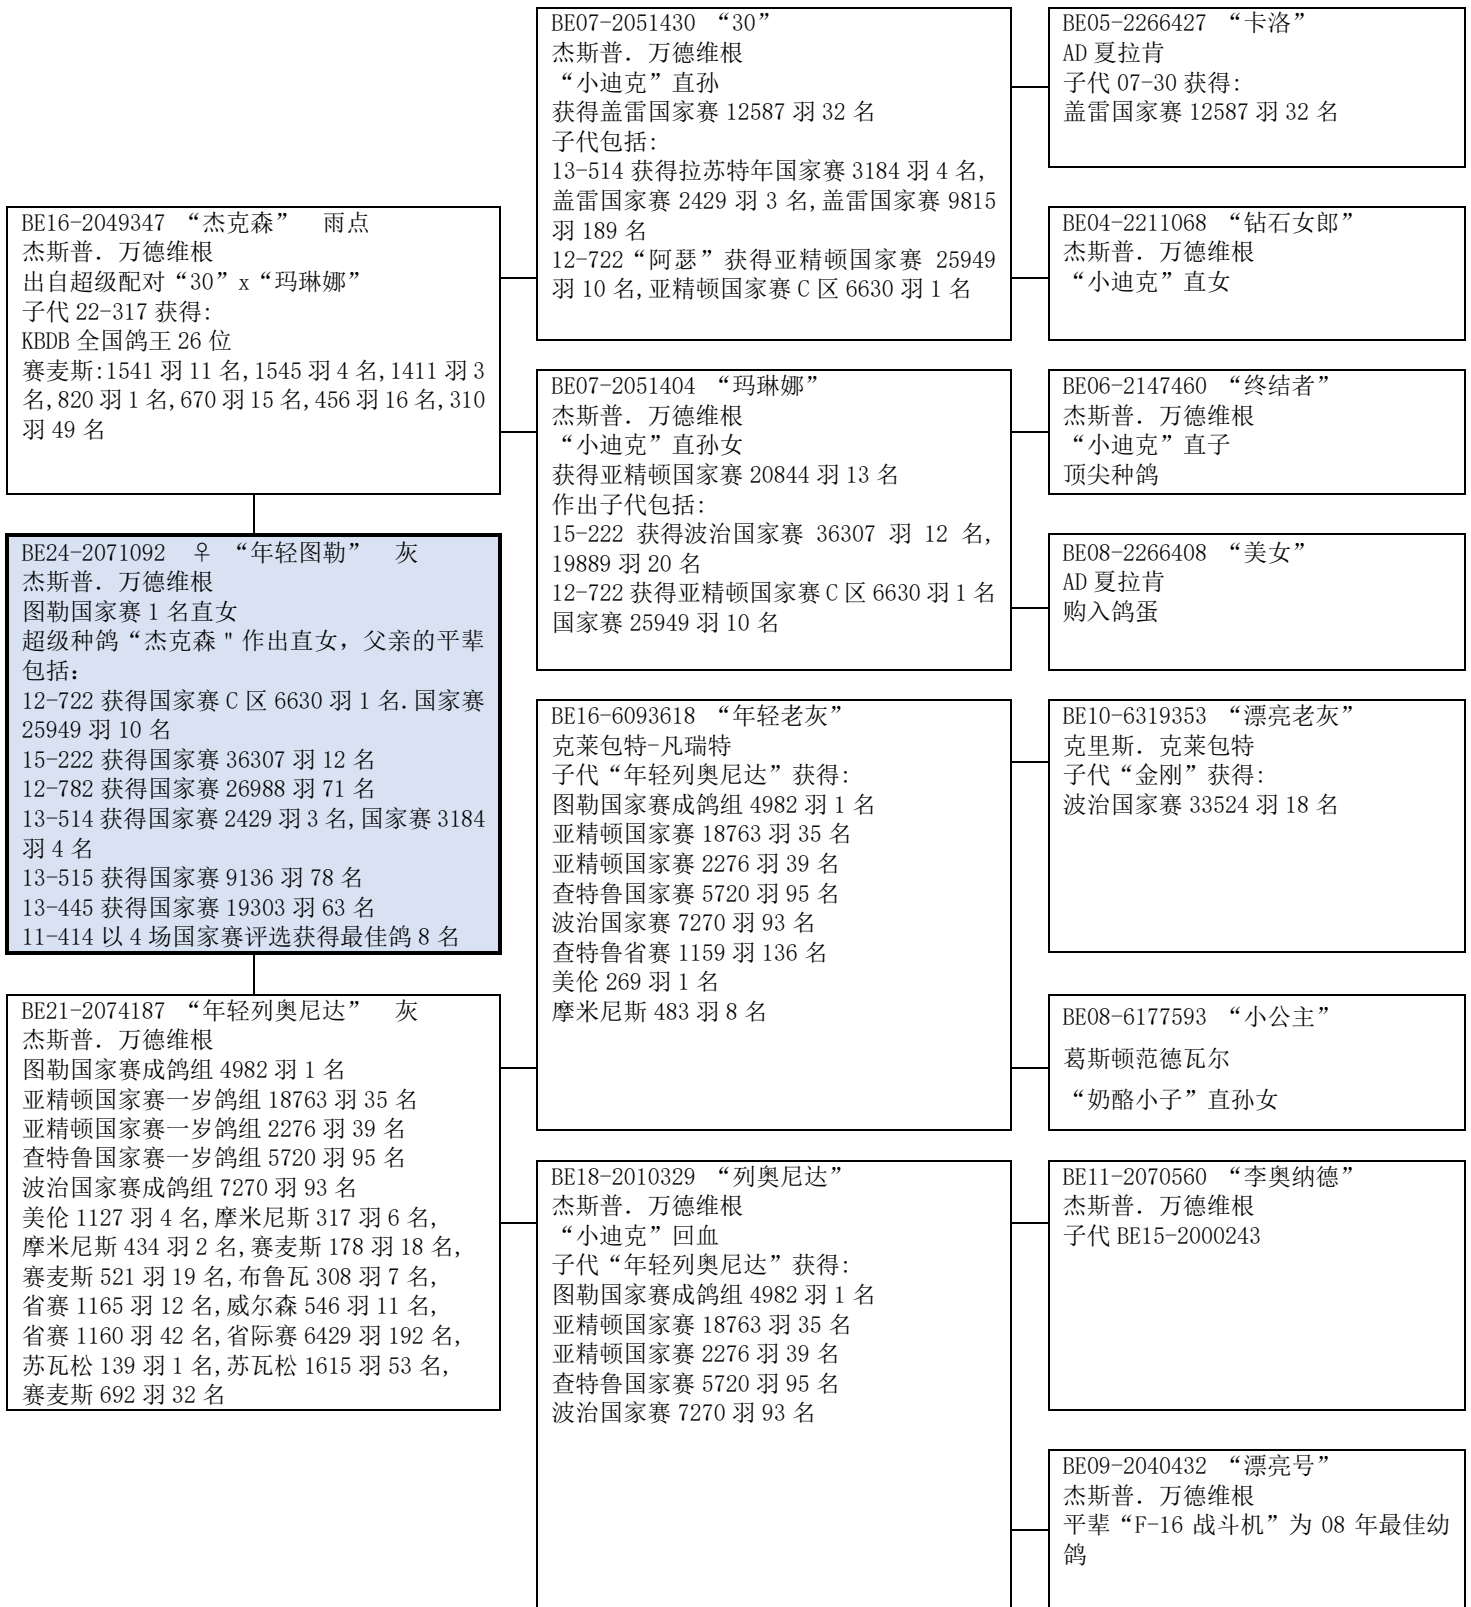 BE16-2049347 “杰克森” 雨点
杰斯普．万德维根
出自超级配对“30”x“玛琳娜”
子代 22-317 获得:
KBDB 全国鸽王 26 位
赛麦斯:1541 羽 11 名,1545 羽 4 名,1411 羽 3
名,820 羽 1 名,670 羽 15 名,456 羽 16 名,310
羽 49 名
BE24-2071092 ♀ “年轻图勒” 灰
杰斯普．万德维根
图勒国家赛 1 名直女
超级种鸽“杰克森＂作出直女，父亲的平辈
包括：
12-722 获得国家赛 C 区 6630 羽 1 名.国家赛
25949 羽 10 名
15-222 获得国家赛 36307 羽 12 名
12-782 获得国家赛 26988 羽 71 名
13-514 获得国家赛 2429 羽 3 名,国家赛 3184
羽 4 名
13-515 获得国家赛 9136 羽 78 名
13-445 获得国家赛 19303 羽 63 名
11-414 以 4 场国家赛评选获得最佳鸽 8 名
BE21-2074187 “年轻列奥尼达” 灰
杰斯普．万德维根
图勒国家赛成鸽组 4982 羽 1 名
亚精顿国家赛一岁鸽组 18763 羽 35 名
亚精顿国家赛一岁鸽组 2276 羽 39 名
查特鲁国家赛一岁鸽组 5720 羽 95 名
波治国家赛成鸽组 7270 羽 93 名
美伦 1127 羽 4 名,摩米尼斯 317 羽 6 名,
摩米尼斯 434 羽 2 名,赛麦斯 178 羽 18 名,
赛麦斯 521 羽 19 名,布鲁瓦 308 羽 7 名,
省赛 1165 羽 12 名,威尔森 546 羽 11 名,
省赛 1160 羽 42 名,省际赛 6429 羽 192 名,
苏瓦松 139 羽 1 名,苏瓦松 1615 羽 53 名,
赛麦斯 692 羽 32 名
BE07-2051430 “30”
杰斯普．万德维根
“小迪克”直孙
获得盖雷国家赛 12587 羽 32 名
子代包括:
13-514 获得拉苏特年国家赛 3184 羽 4 名,
盖雷国家赛 2429 羽 3 名,盖雷国家赛 9815
羽 189 名
12-722“阿瑟”获得亚精顿国家赛 25949
羽 10 名,亚精顿国家赛 C 区 6630 羽 1 名
BE07-2051404 “玛琳娜”
杰斯普．万德维根
“小迪克”直孙女
获得亚精顿国家赛 20844 羽 13 名
作出子代包括:
15-222 获得波治国家赛 36307 羽 12 名,
19889 羽 20 名
12-722 获得亚精顿国家赛 C 区 6630 羽 1 名
国家赛 25949 羽 10 名
BE16-6093618 “年轻老灰”
克莱包特-凡瑞特
子代“年轻列奥尼达”获得:
图勒国家赛成鸽组 4982 羽 1 名
亚精顿国家赛 18763 羽 35 名
亚精顿国家赛 2276 羽 39 名
查特鲁国家赛 5720 羽 95 名
波治国家赛 7270 羽 93 名
查特鲁省赛 1159 羽 136 名
美伦 269 羽 1 名
摩米尼斯 483 羽 8 名
BE18-2010329 “列奥尼达”
杰斯普．万德维根
“小迪克”回血
子代“年轻列奥尼达”获得:
图勒国家赛成鸽组 4982 羽 1 名
亚精顿国家赛 18763 羽 35 名
亚精顿国家赛 2276 羽 39 名
查特鲁国家赛 5720 羽 95 名
波治国家赛 7270 羽 93 名
BE05-2266427 “卡洛”
AD 夏拉肯
子代 07-30 获得:
盖雷国家赛 12587 羽 32 名
BE04-2211068 “钻石女郎”
杰斯普．万德维根
“小迪克”直女
BE06-2147460 “终结者”
杰斯普．万德维根
“小迪克”直子
顶尖种鸽
BE08-2266408 “美女”
AD 夏拉肯
购入鸽蛋
BE10-6319353 “漂亮老灰”
克里斯．克莱包特
子代“金刚”获得:
波治国家赛 33524 羽 18 名
BE08-6177593 “小公主”
葛斯顿范德瓦尔
“奶酪小子”直孙女
BE11-2070560 “李奥纳德”
杰斯普．万德维根
子代 BE15-2000243
BE09-2040432 “漂亮号”
杰斯普．万德维根
平辈“F-16 战斗机”为 08 年最佳幼
鸽